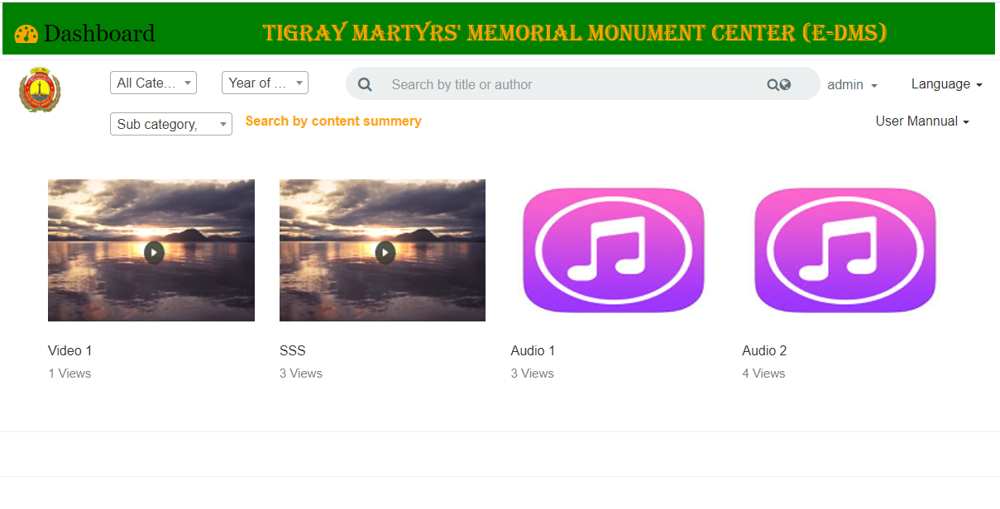 Dashboard
TIGRAY MARTYRS' MEMORIAL MONUMENT CENTER (E-DMS)
All Cate...
Year of ...
Search by title or author
admin
Language
Sub category,
Search by content summery
User Mannual
Video 1
SSS
Audio 1
Audio 2
1 Views
3 Views
3 Views
4 Views